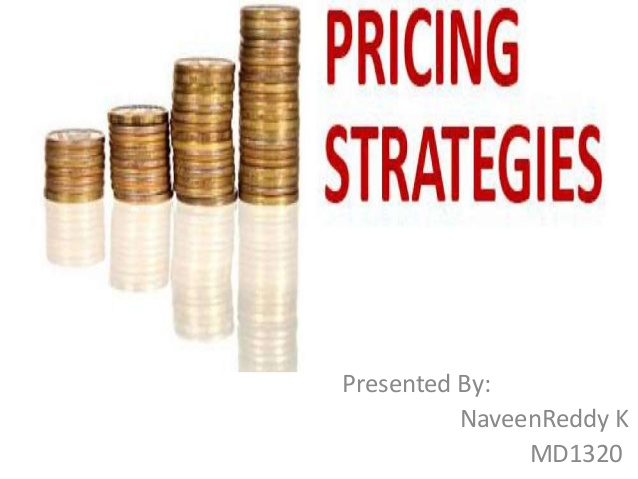 PRICING
STRATEGIES
Presented By:
NaveenReddy K
MD1320